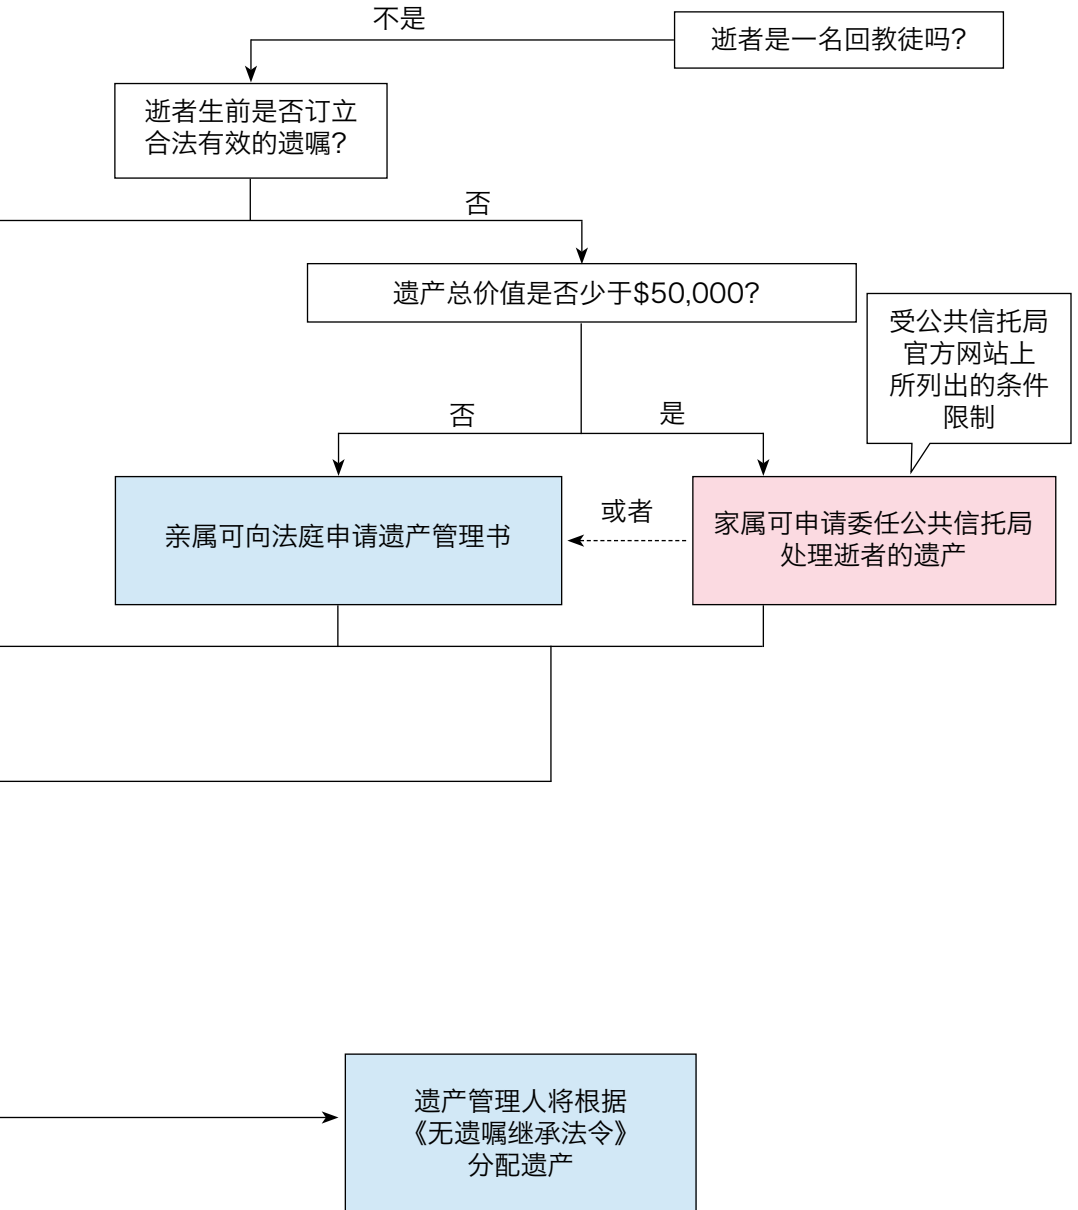 不是
逝者是一名回教徒吗?
逝者生前是否订立
合法有效的遗嘱?
否
遗产总价值是否少于$50,000?
受公共信托局
官方网站上
所列出的条件
限制
否
是
亲属可向法庭申请遗产管理书
或者
家属可申请委任公共信托局
处理逝者的遗产
遗产管理人将根据
《无遗嘱继承法令》
分配遗产